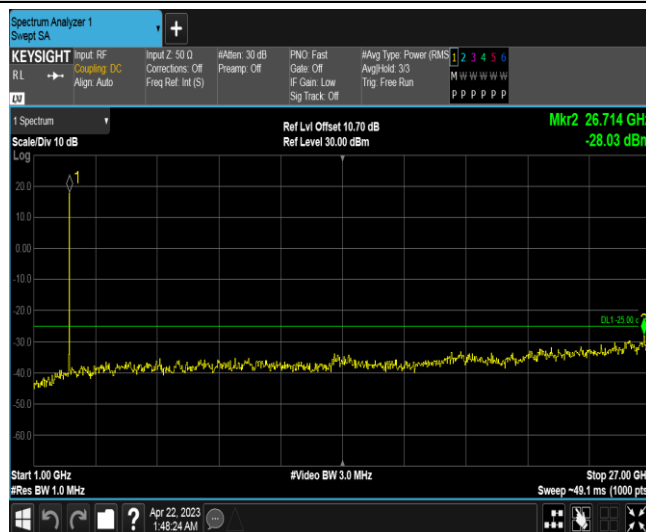 Spectrum Analyzer 1
Swept SA
KEYSIGHT
RL
LXI
Input: RF
Coupling: DC
Align: Auto
Input Z: 50 Ω
Corrections: Off
Freq Ref: Int (S)
#Atten: 30 dB
Preamp: Off
PNO: Fast
Gate: Off
IF Gain: Low
Sig Track: Off
#Avg Type: Power (RMS
Avg|Hold: 3/3
Trig: Free Run
1 2 3 4 5 6
M W W W W W
P P P P P P
1 Spectrum
Scale/Div 10 dB
Log
Ref Lvl Offset 10.70 dB
Ref Level 30.00 dBm
Mkr2 26.714 GHz
-28.03 dBm
1
20.0
10.0
0.00
-10.0
-20.0
DL1 -25.00
-30.0
-40.0
-50.0
-60.0
Start 1.00 GHz
#Res BW 1.0 MHz
#Video BW 3.0 MHz
Stop 27.00 GHz
Sweep ~49.1 ms (1000 pts
?
Apr 22, 2023
1:48:24 AM